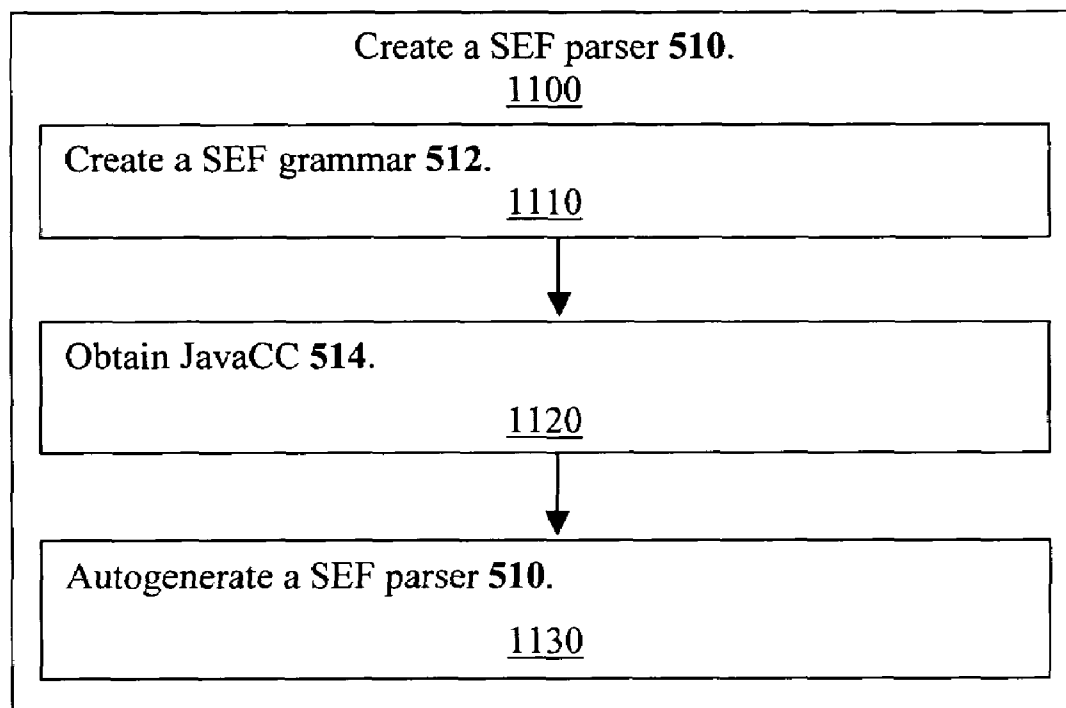 Create a SEF parser 510.
1100
Create a SEF grammar 512.
1110
Obtain JavaCC 514.
1120
Autogenerate a SEF parser 510.
1130